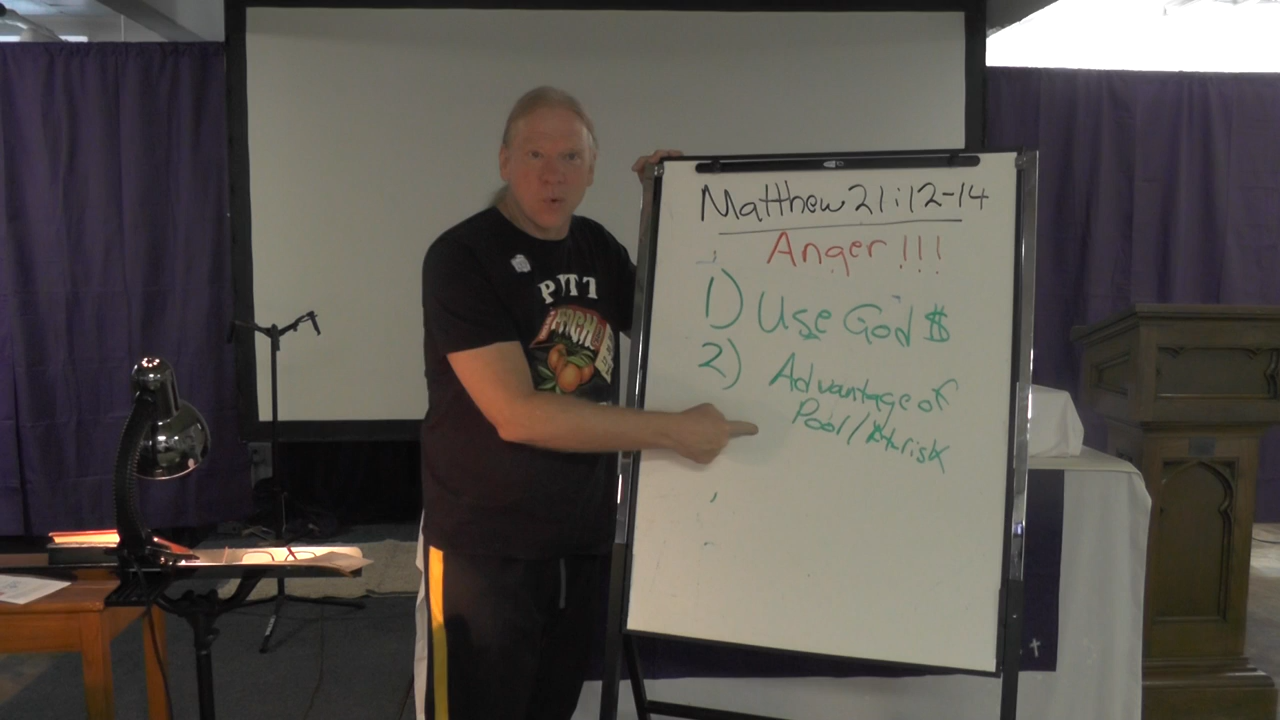 PITT
Matthew 21:12-14
Anger!!!
1) Use God $
2) Advantage of
Poor/At risk